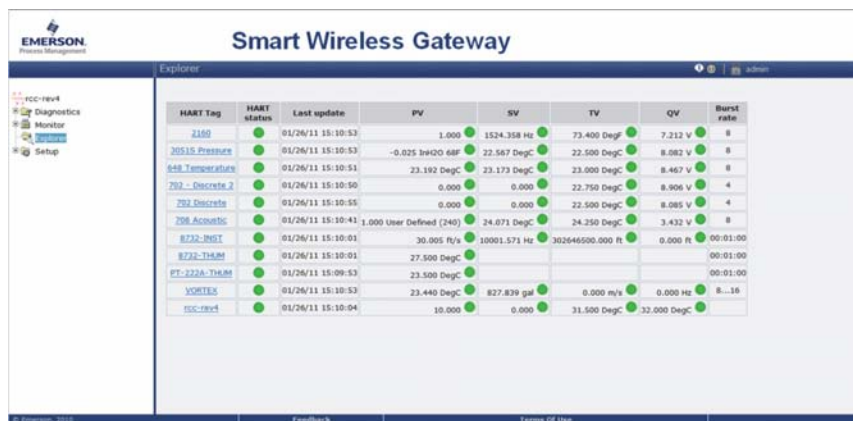 EMERSON.
Process Management
Smart Wireless Gateway
Explorer
admin
rcc-rev4
Diagnostics
Monitor
Explorer
Setup
HART Tag HART status Last update PV SV TV QV Burst rate
2160 01/26/11 15:10:53 1.000 1524.358 Hz 73.400 DegF 7.212 V 8
3051S Pressure 01/26/11 15:10:53 -0.025 InH2O 68F 22.567 DegC 22.500 DegC 8.082 V 8
648 Temperature 01/26/11 15:10:51 23.192 DegC 23.173 DegC 23.000 DegC 8.467 V 8
702 - Discrete 2 01/26/11 15:10:50 0.000 0.000 22.750 DegC 8.906 V 4
702 Discrete 01/26/11 15:10:55 0.000 0.000 22.500 DegC 8.085 V 4
708 Acoustic 01/26/11 15:10:41 1.000 User Defined (240) 24.071 DegC 24.250 DegC 3.432 V 8
8732-INST 01/26/11 15:10:01 30.005 ft/s 10001.571 Hz 302646500.000 ft 0.000 ft 00:01:00
8732-THUM 01/26/11 15:10:01 27.500 DegC 00:01:00
PT-222A-THUM 01/26/11 15:09:53 23.500 DegC 00:01:00
VORTEX 01/26/11 15:10:53 23.440 DegC 827.839 gal 0.000 m/s 0.000 Hz 8...16
rcc-rev4 01/26/11 15:10:04 10.000 0.000 31.500 DegC 32.000 DegC
© Emerson, 2010 Feedback Terms Of Use